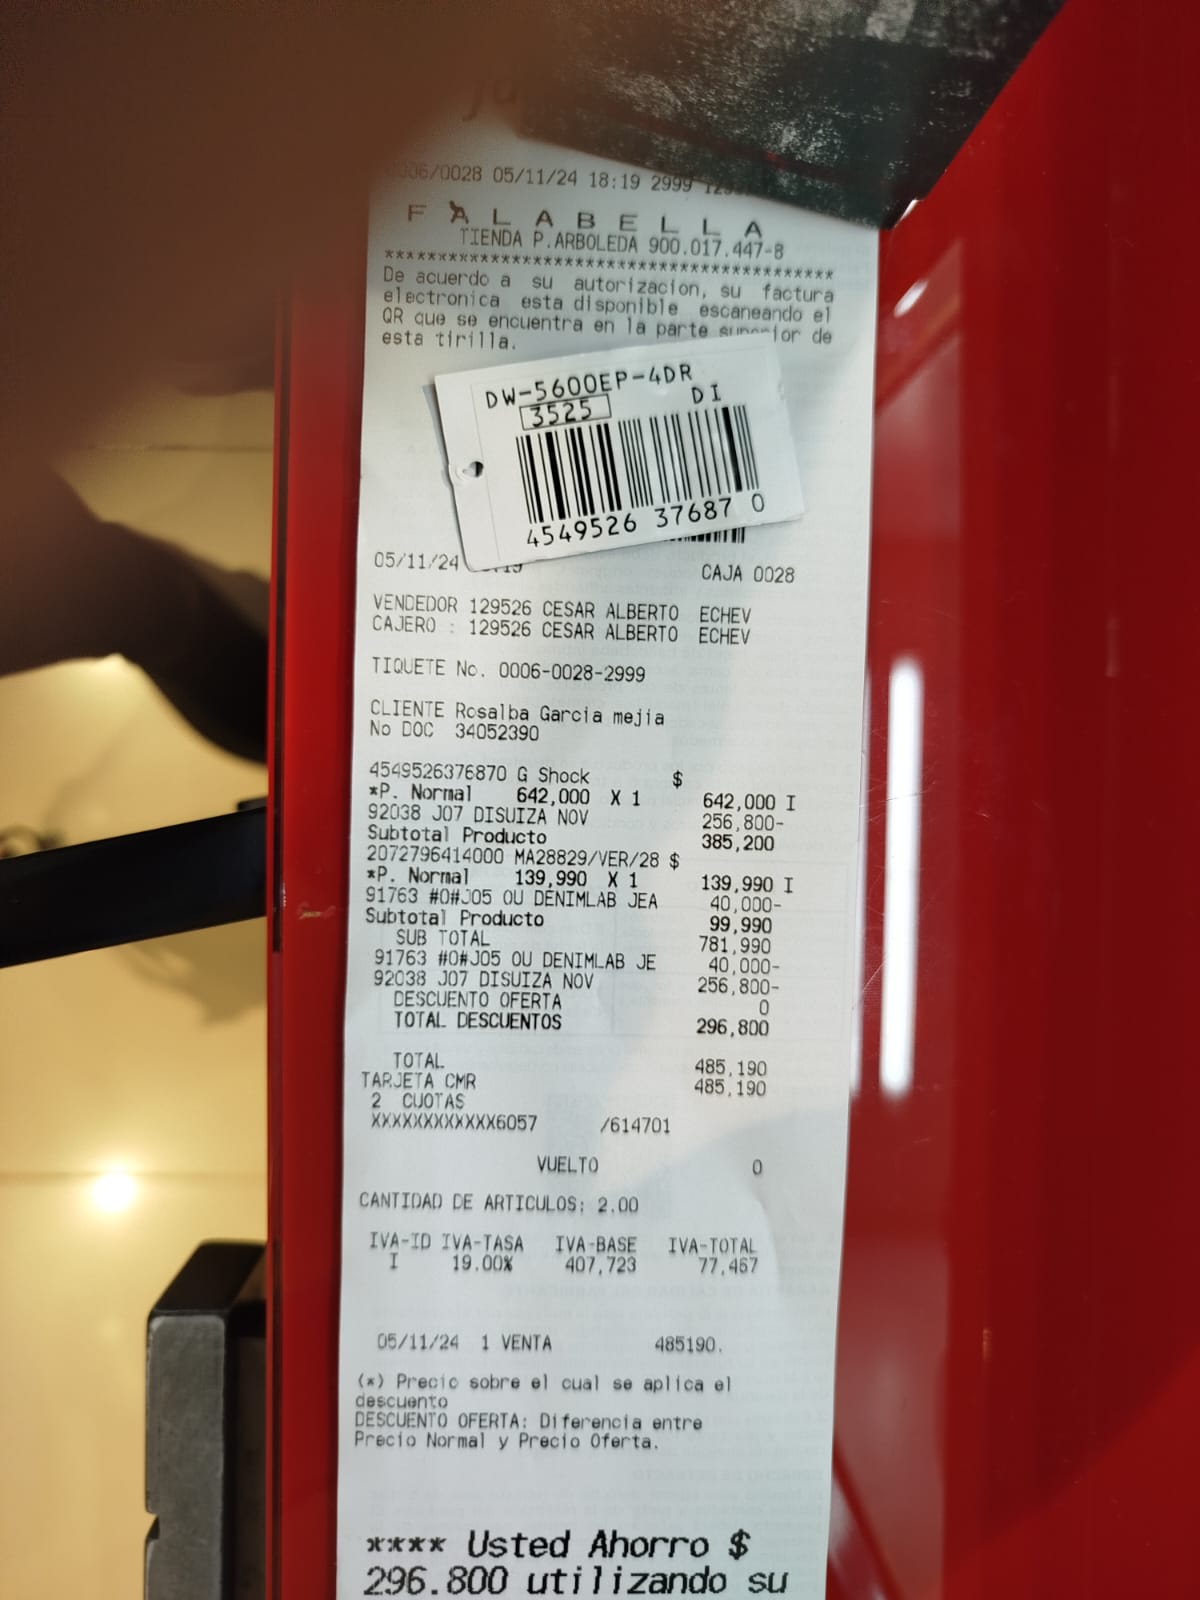 0006/0028 05/11/24 18:19 2999
FALABELLA
TIENDA P.ARBOLEDA 900.017.447-8
******************************************
De acuerdo a su autorizacion, su factura
electronica esta disponible escaneando el
QR que se encuentra en la parte superior de
esta tirilla.
DW-5600EP-4DR
3525 DI
4549526 37687 0
05/11/24 CAJA 0028
VENDEDOR 129526 CESAR ALBERTO ECHEV
CAJERO : 129526 CESAR ALBERTO ECHEV
TIQUETE No. 0006-0028-2999
CLIENTE Rosalba Garcia mejia
No DOC 34052390
4549526376870 G Shock $
*P. Normal 642,000 X 1 642,000 I
92038 J07 DISUIZA NOV 256,800-
Subtotal Producto 385,200
2072796414000 MA28829/VER/28 $
*P. Normal 139,990 X 1 139,990 I
91763 #0#J05 OU DENIMLAB JEA 40,000-
Subtotal Producto 99,990
SUB TOTAL 781,990
91763 #0#J05 OU DENIMLAB JE 40,000-
92038 J07 DISUIZA NOV 256,800-
DESCUENTO OFERTA 0
TOTAL DESCUENTOS 296,800
TOTAL 485,190
TARJETA CMR 485,190
2 CUOTAS
XXXXXXXXXXXX6057 /614701
VUELTO 0
CANTIDAD DE ARTICULOS: 2.00
IVA-ID IVA-TASA IVA-BASE IVA-TOTAL
I 19.00% 407,723 77,467
05/11/24 1 VENTA 485190.
(*) Precio sobre el cual se aplica el
descuento
DESCUENTO OFERTA: Diferencia entre
Precio Normal y Precio Oferta.
**** Usted Ahorro $
296.800 utilizando su